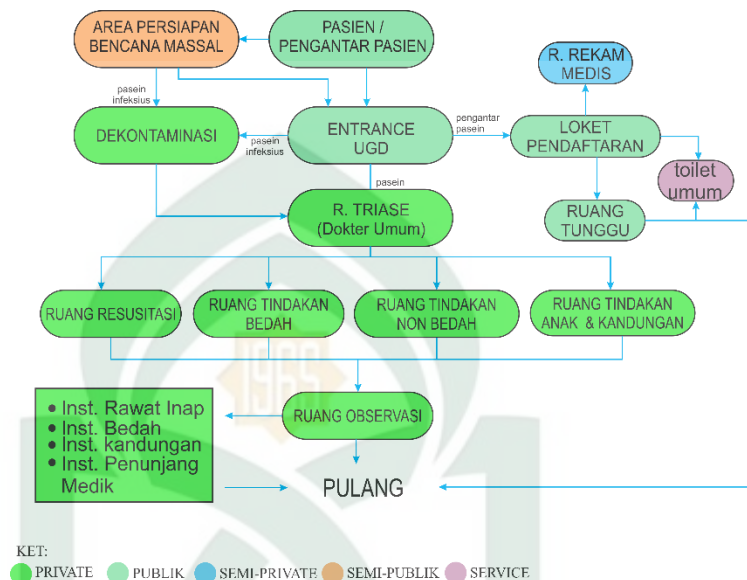 AREA PERSIAPAN
BENCANA MASSAL
PASIEN /
PENGANTAR PASIEN
R. REKAM
MEDIS
pasein
infeksius
DEKONTAMINASI
pasein
infeksius
ENTRANCE
UGD
pengantar
pasein
LOKET
PENDAFTARAN
toilet
umum
pasein
R. TRIASE
(Dokter Umum)
RUANG
TUNGGU
RUANG RESUSITASI
RUANG TINDAKAN
BEDAH
RUANG TINDAKAN
NON BEDAH
RUANG TINDAKAN
ANAK & KANDUNGAN
1965
• Inst. Rawat Inap
• Inst. Bedah
• Inst. kandungan
• Inst. Penunjang
Medik
RUANG OBSERVASI
PULANG
KET:
PRIVATE PUBLIK SEMI-PRIVATE SEMI-PUBLIK SERVICE